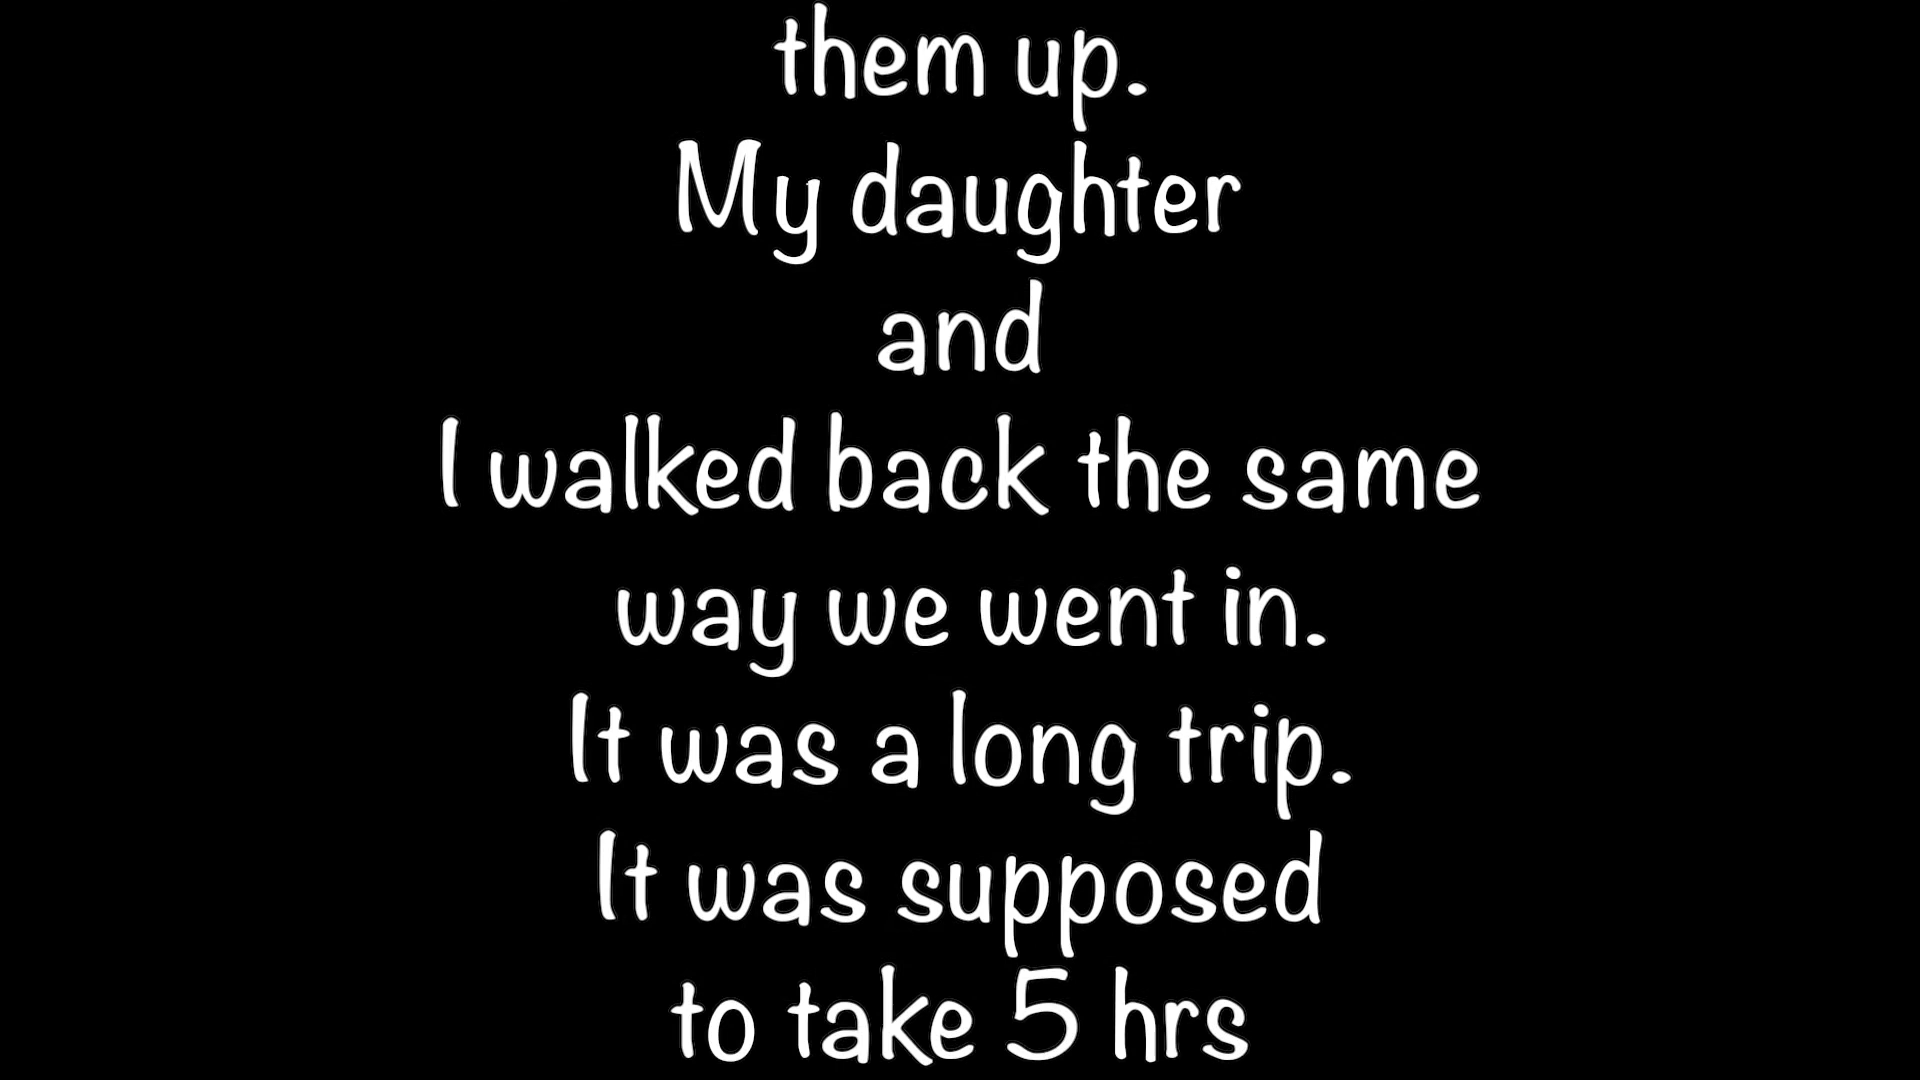 them up.
My daughter
and
I walked back the same
way we went in.
It was a long trip.
It was supposed
to take 5 hrs